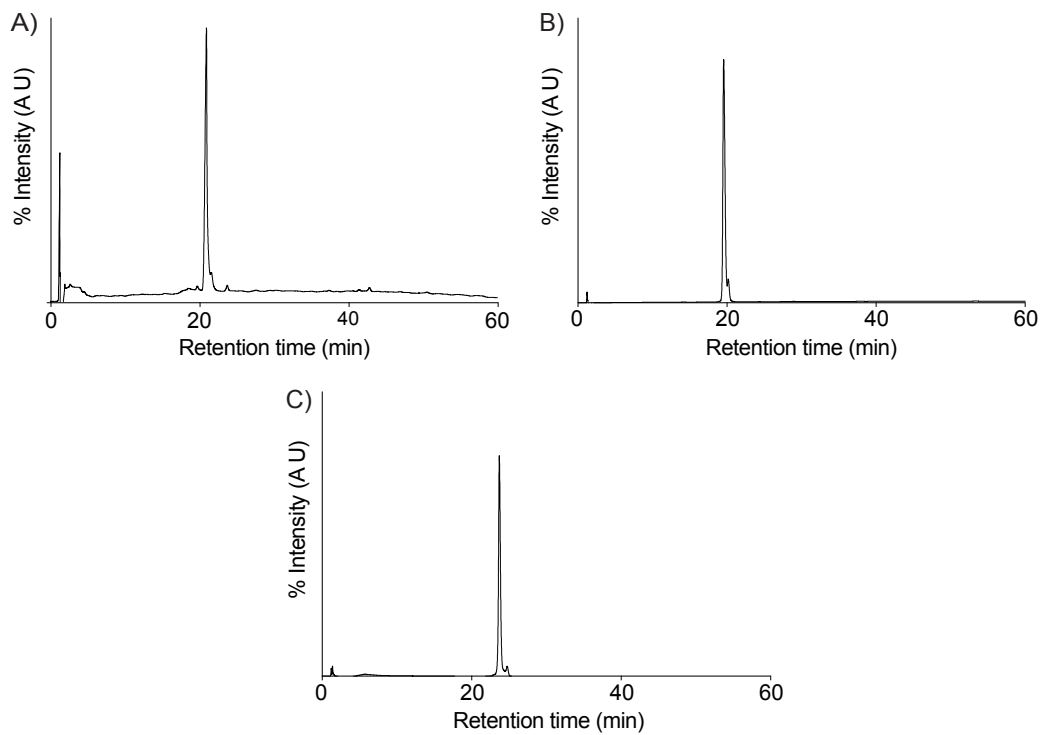 A)
% Intensity (A U)
0 20 40 60
Retention time (min)
B)
% Intensity (A U)
0 20 40 60
Retention time (min)
C)
% Intensity (A U)
0 20 40 60
Retention time (min)